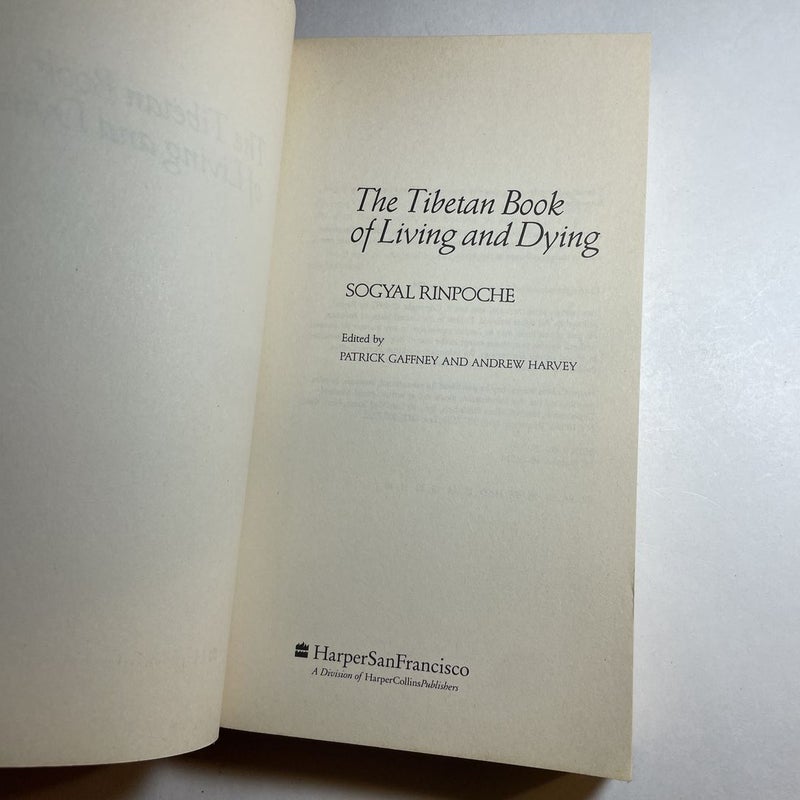 The Tibetan Book
of Living and Dying
SOGYAL RINPOCHE
Edited by
PATRICK GAFFNEY AND ANDREW HARVEY
HarperSanFrancisco
A Division of HarperCollinsPublishers